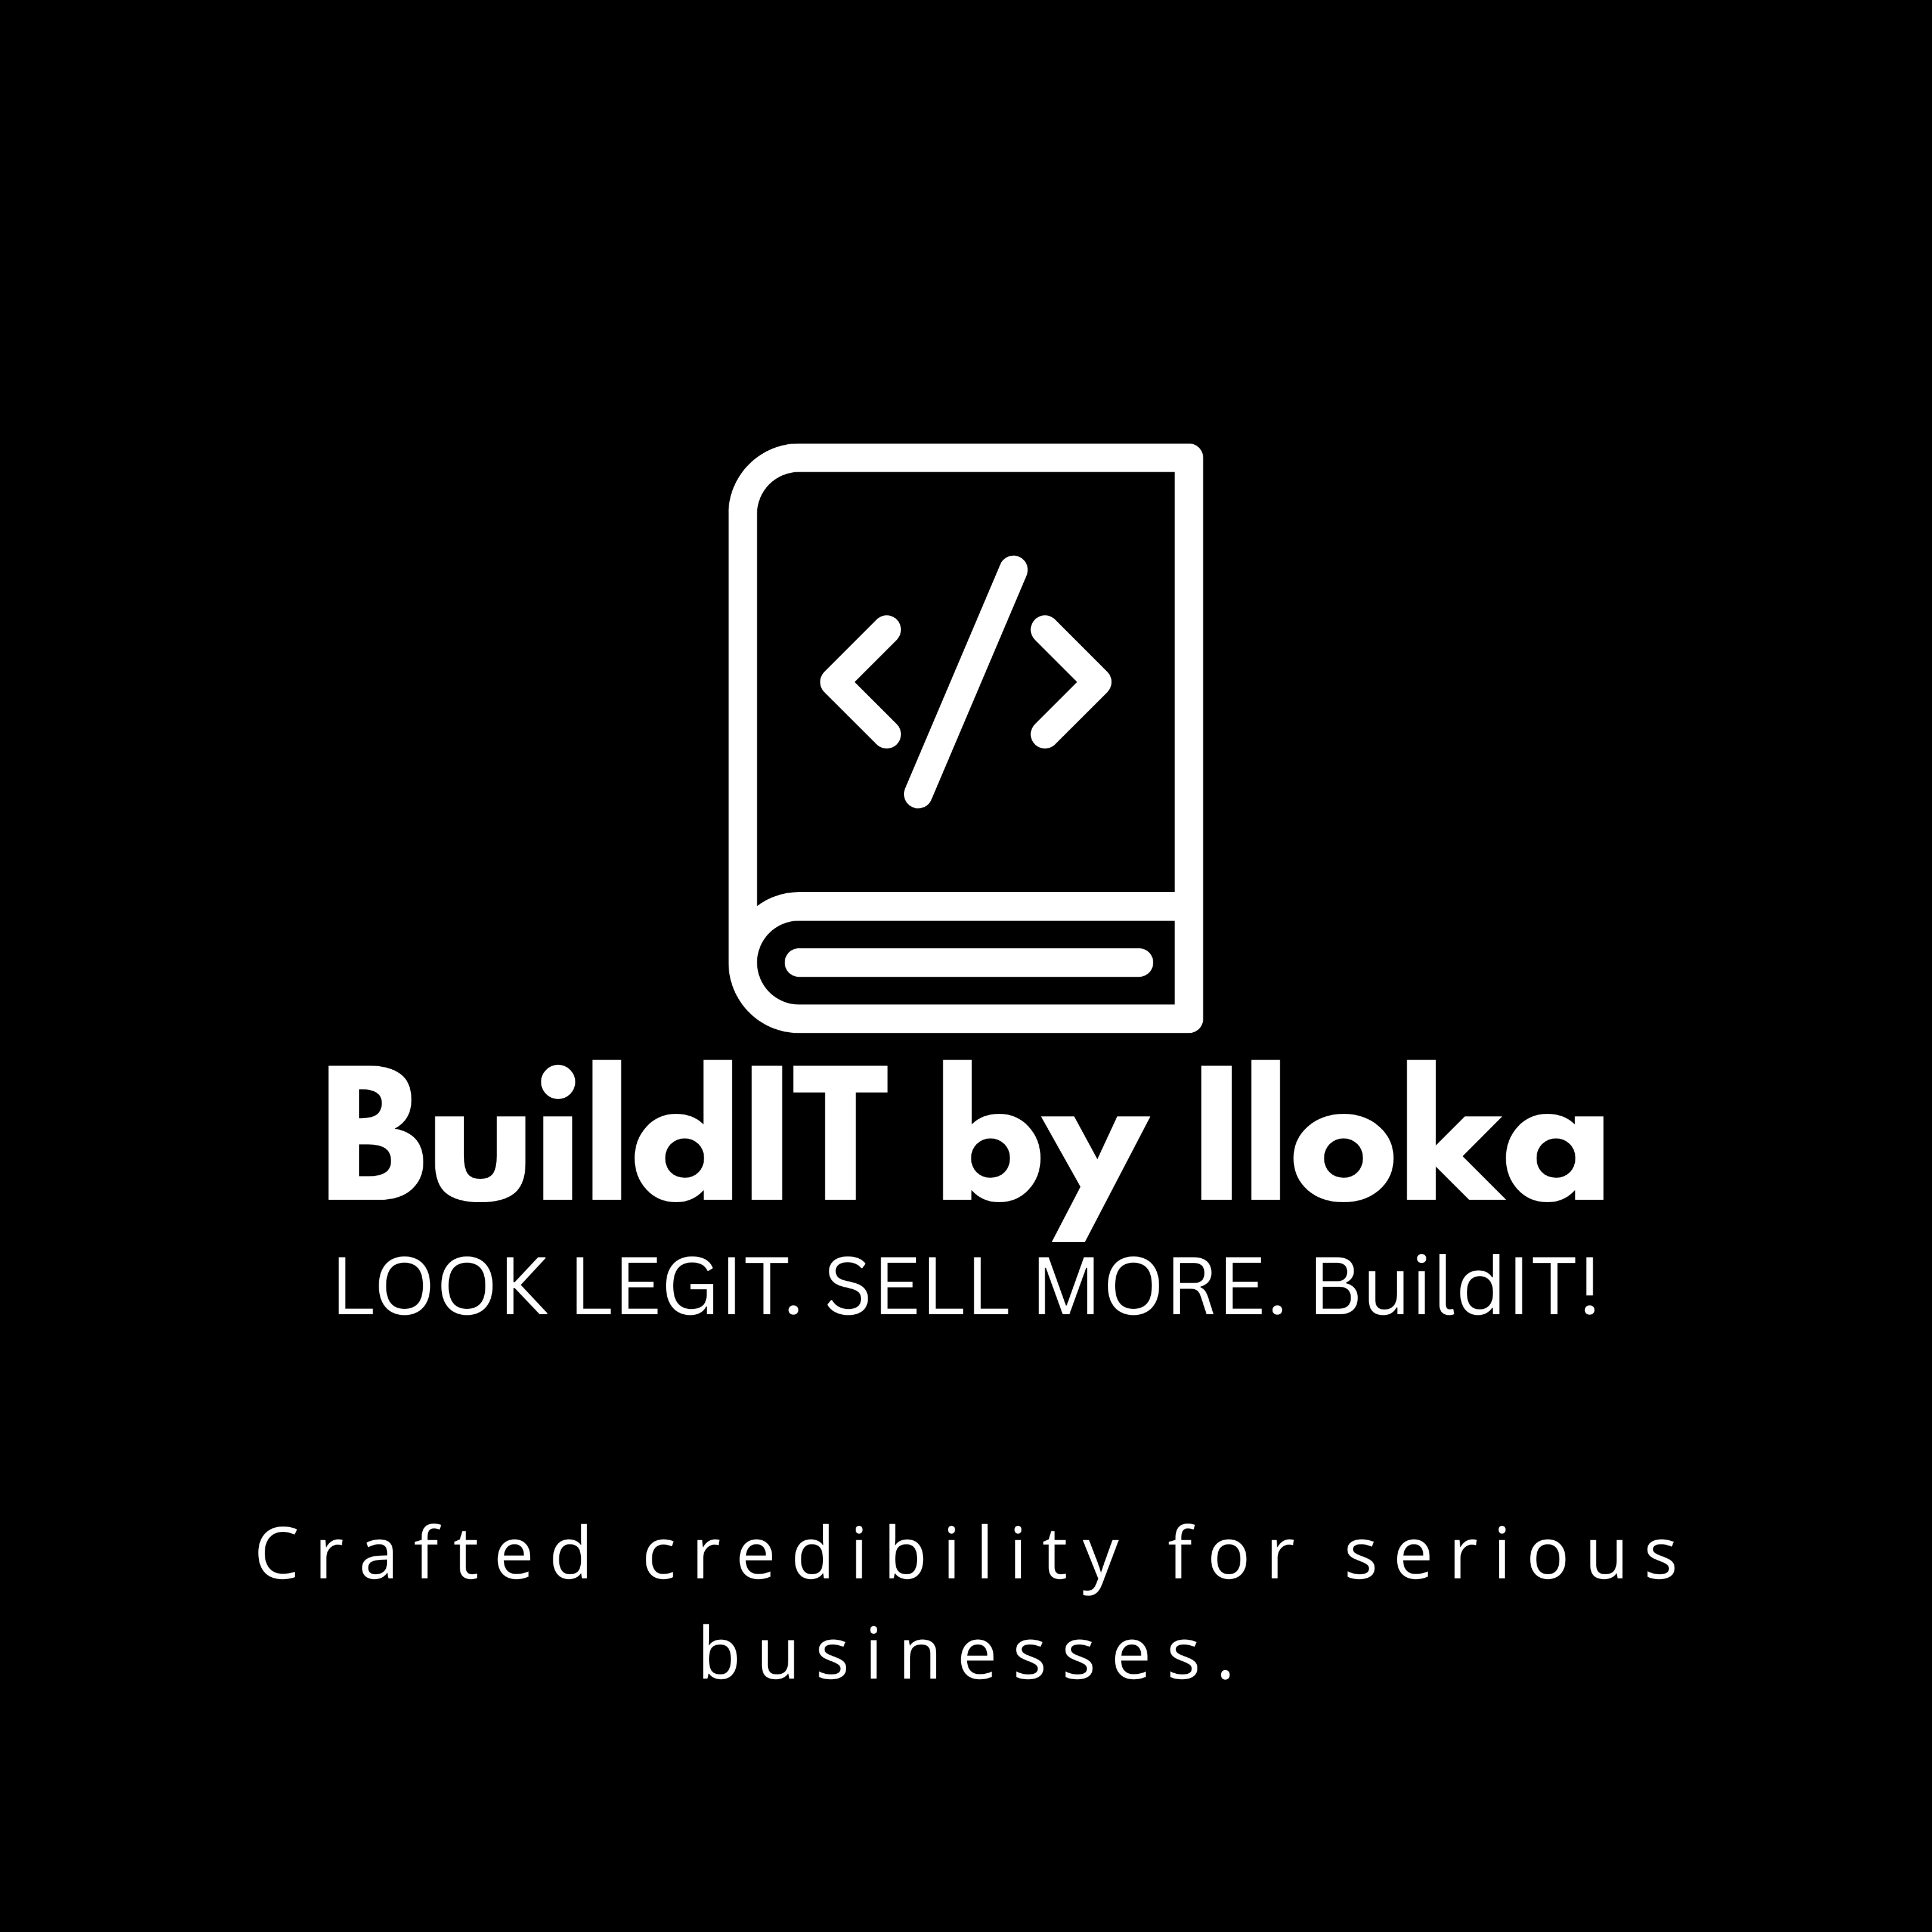 </>
BuildIT by Iloka
LOOK LEGIT. SELL MORE. BuildIT!
Crafted credibility for serious
businesses.